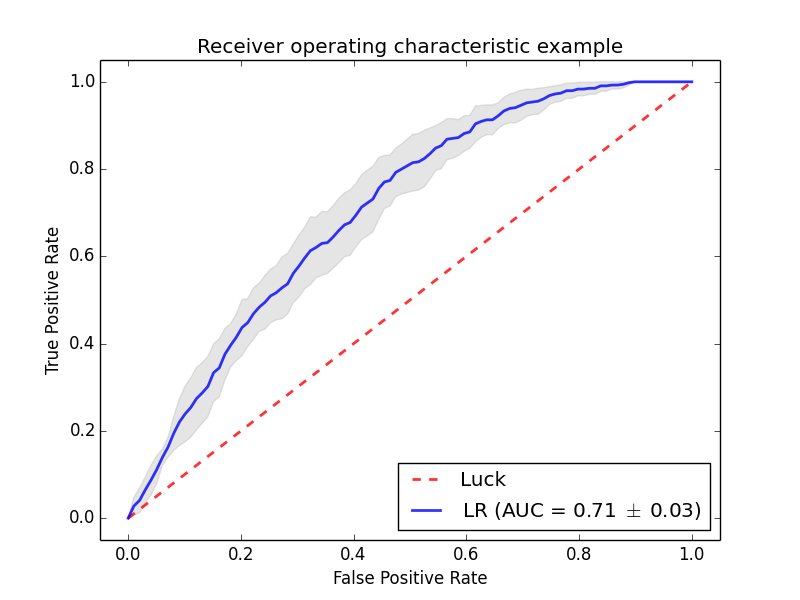 Receiver operating characteristic example
1.0
0.8
0.6
0.4
0.2
0.0
True Positive Rate
Luck
LR (AUC = 0.71 ± 0.03)
0.0 0.2 0.4 0.6 0.8 1.0
False Positive Rate